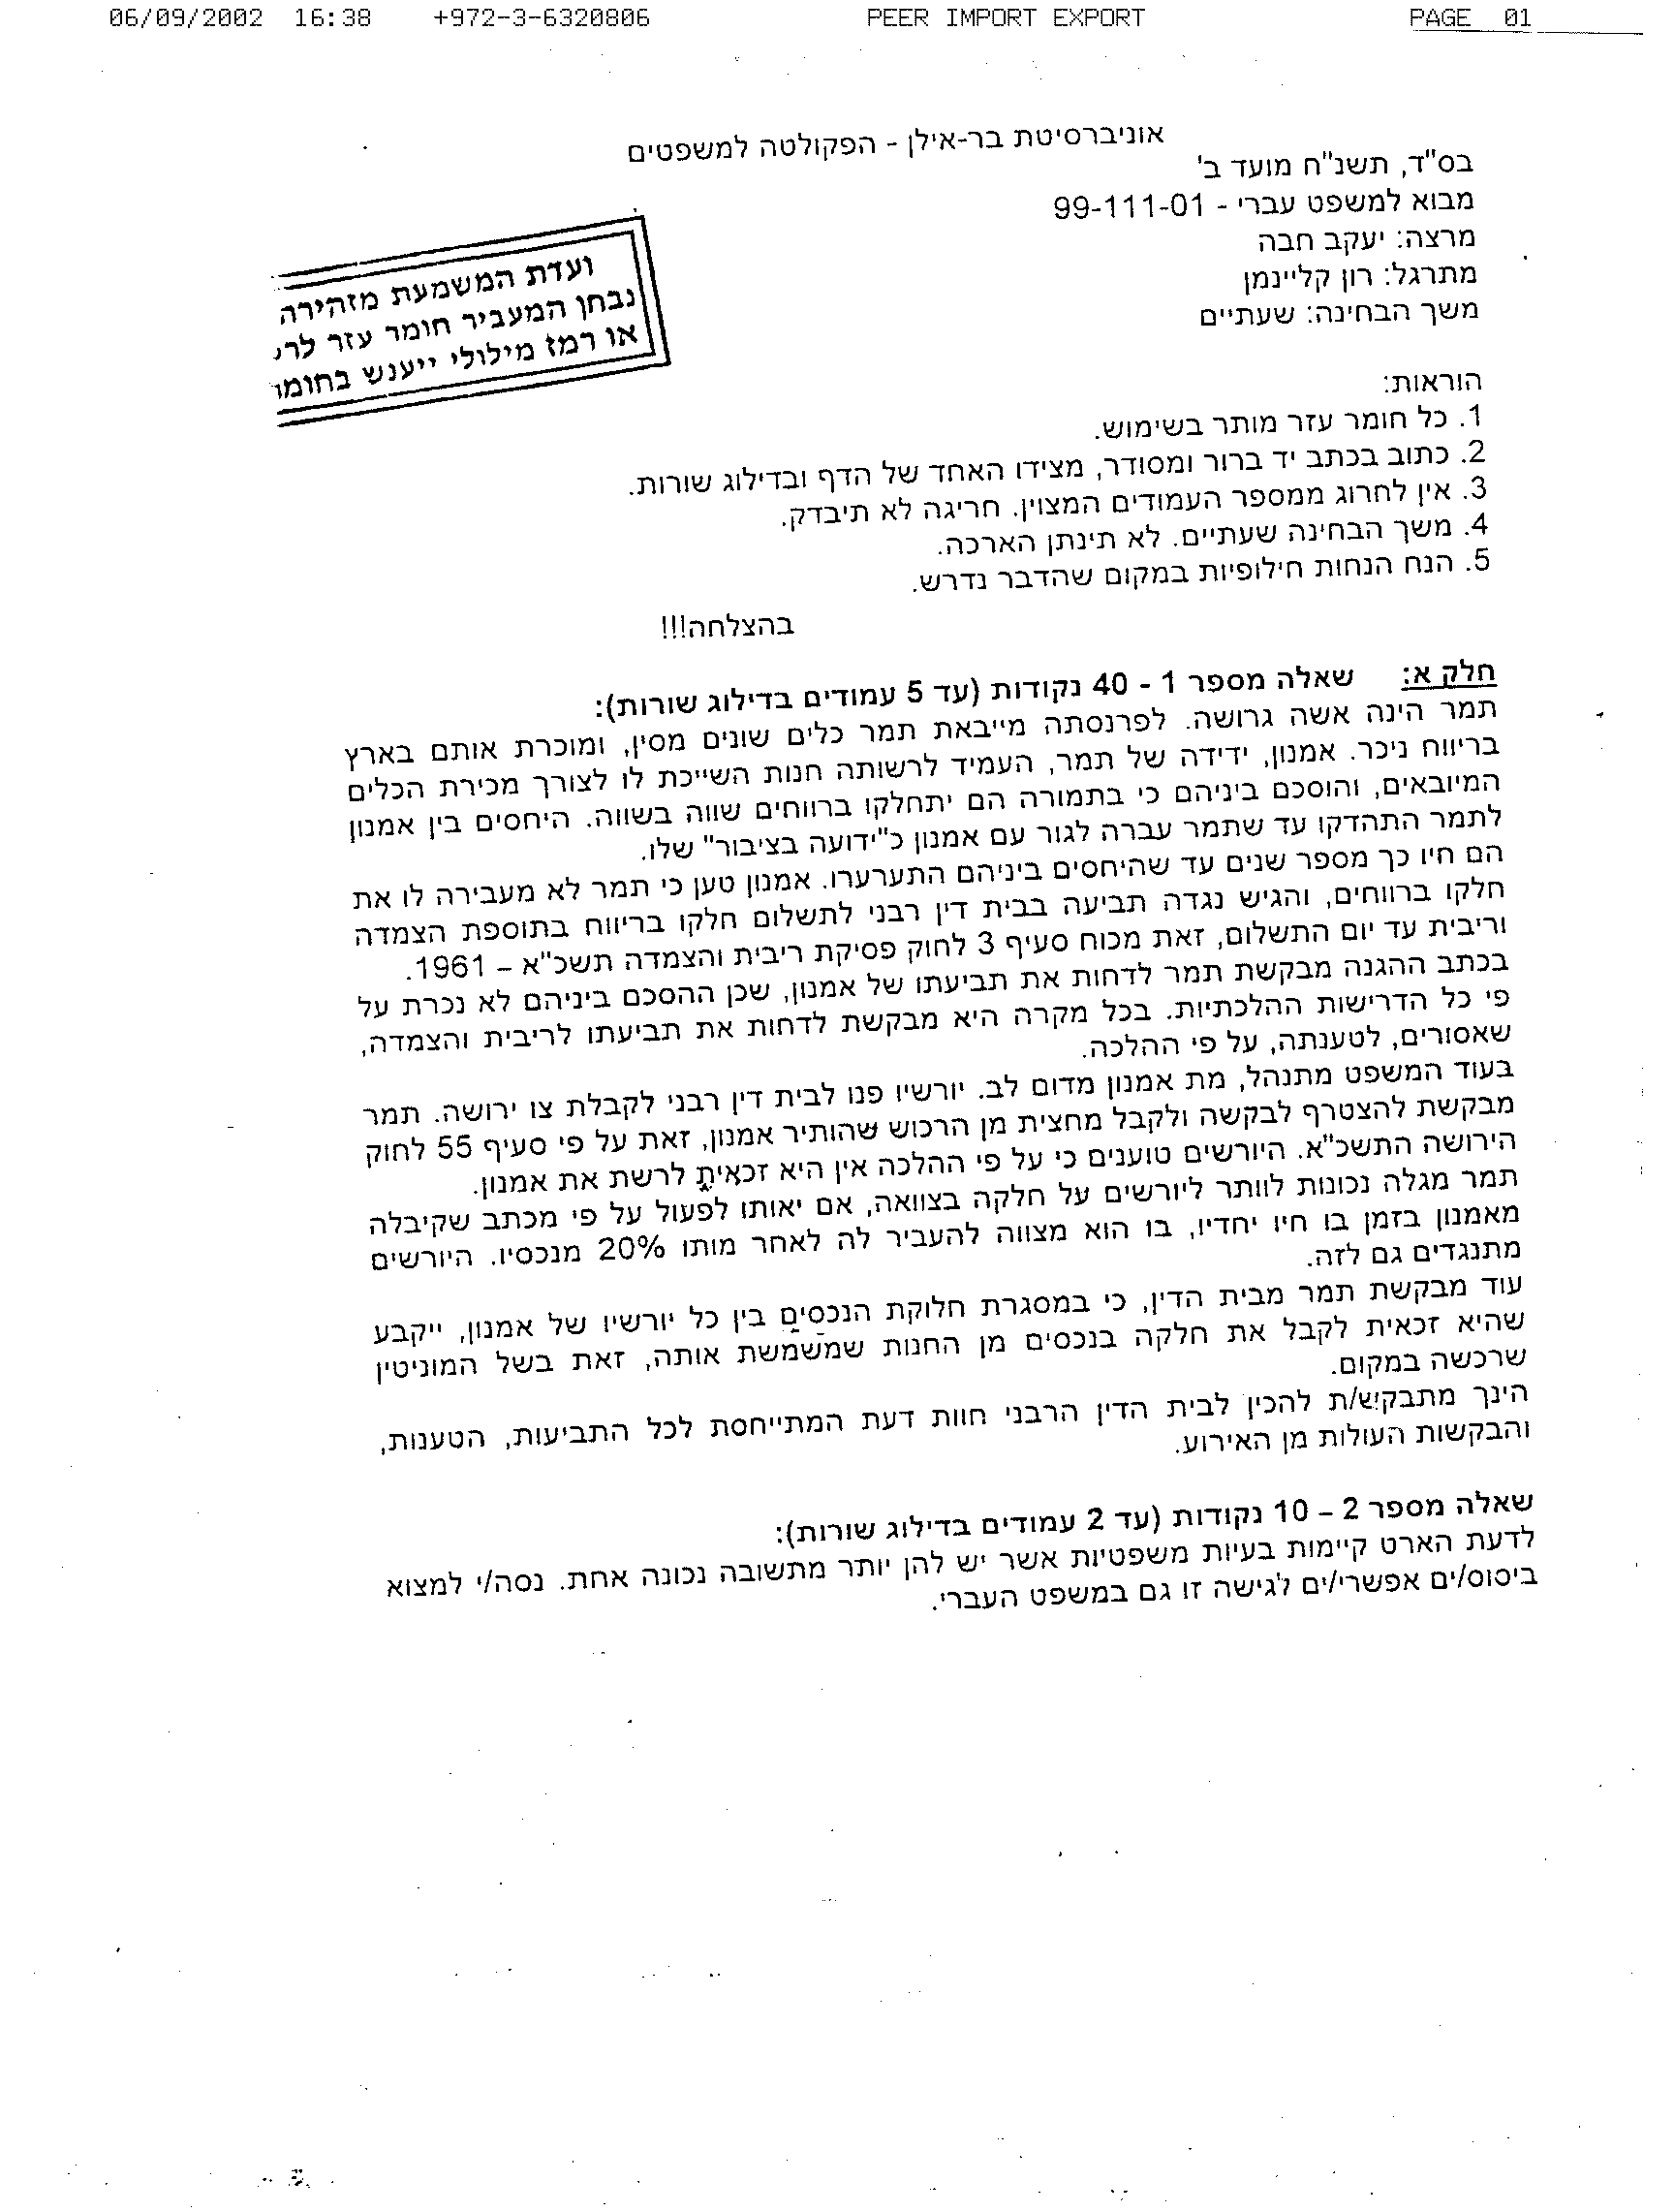 06/09/2002 16:38 +972-3-6320806 PEER IMPORT EXPORT PAGE 01
אוניברסיטת בר-אילן - הפקולטה למשפטים
בס"ד, תשנ"ח מועד ב'
מבוא למשפט עברי - 99-111-01
מרצה: יעקב חבה
מתרגל: רון קליינמן
משך הבחינה: שעתיים
ועדת המשמעת מזהירה
נבחן המעביר חומר עזר לרע
או רמז מילולי ייענש בחומר
הוראות:
1. כל חומר עזר מותר בשימוש.
2. כתוב בכתב יד ברור ומסודר, מצידו האחד של הדף ובדילוג שורות.
3. אין לחרוג ממספר העמודים המצוין. חריגה לא תיבדק.
4. משך הבחינה שעתיים. לא תינתן הארכה.
5. הנח הנחות חילופיות במקום שהדבר נדרש.
בהצלחה!!!
חלק א: שאלה מספר 1 - 40 נקודות (עד 5 עמודים בדילוג שורות):
תמר הינה אשה גרושה. לפרנסתה מייבאת תמר כלים שונים מסין, ומוכרת אותם בארץ
בריווח ניכר. אמנון, ידידה של תמר, העמיד לרשותה חנות השייכת לו לצורך מכירת הכלים
המיובאים, והוסכם ביניהם כי בתמורה הם יתחלקו ברווחים שווה בשווה. היחסים בין אמנון
לתמר התהדקו עד שתמר עברה לגור עם אמנון כ"ידועה בציבור" שלו.
הם חיו כך מספר שנים עד שהיחסים ביניהם התערערו. אמנון טען כי תמר לא מעבירה לו את
חלקו ברווחים, והגיש נגדה תביעה בבית דין רבני לתשלום חלקו בריווח בתוספת הצמדה
וריבית עד יום התשלום, זאת מכוח סעיף 3 לחוק פסיקת ריבית והצמדה תשכ"א – 1961.
בכתב ההגנה מבקשת תמר לדחות את תביעתו של אמנון, שכן ההסכם ביניהם לא נכרת על
פי כל הדרישות ההלכתיות. בכל מקרה היא מבקשת לדחות את תביעתו לריבית והצמדה,
שאסורים, לטענתה, על פי ההלכה.
בעוד המשפט מתנהל, מת אמנון מדום לב. יורשיו פנו לבית דין רבני לקבלת צו ירושה. תמר
מבקשת להצטרף לבקשה ולקבל מחצית מן הרכוש שהותיר אמנון, זאת על פי סעיף 55 לחוק
הירושה התשכ"א. היורשים טוענים כי על פי ההלכה אין היא זכאית לרשת את אמנון.
תמר מגלה נכונות לוותר ליורשים על חלקה בצוואה, אם יאותו לפעול על פי מכתב שקיבלה
מאמנון בזמן בו חיו יחדיו, בו הוא מצווה להעביר לה לאחר מותו 20% מנכסיו. היורשים
מתנגדים גם לזה.
עוד מבקשת תמר מבית הדין, כי במסגרת חלוקת הנכסים בין כל יורשיו של אמנון, ייקבע
שהיא זכאית לקבל את חלקה בנכסים מן החנות שמשמשת אותה, זאת בשל המוניטין
שרכשה במקום.
הינך מתבקש/ת להכין לבית הדין הרבני חוות דעת המתייחסת לכל התביעות, הטענות,
והבקשות העולות מן האירוע.
שאלה מספר 2 – 10 נקודות (עד 2 עמודים בדילוג שורות):
לדעת הארט קיימות בעיות משפטיות אשר יש להן יותר מתשובה נכונה אחת. נסה/י למצוא
ביסוס/ים אפשרי/ים לגישה זו גם במשפט העברי.